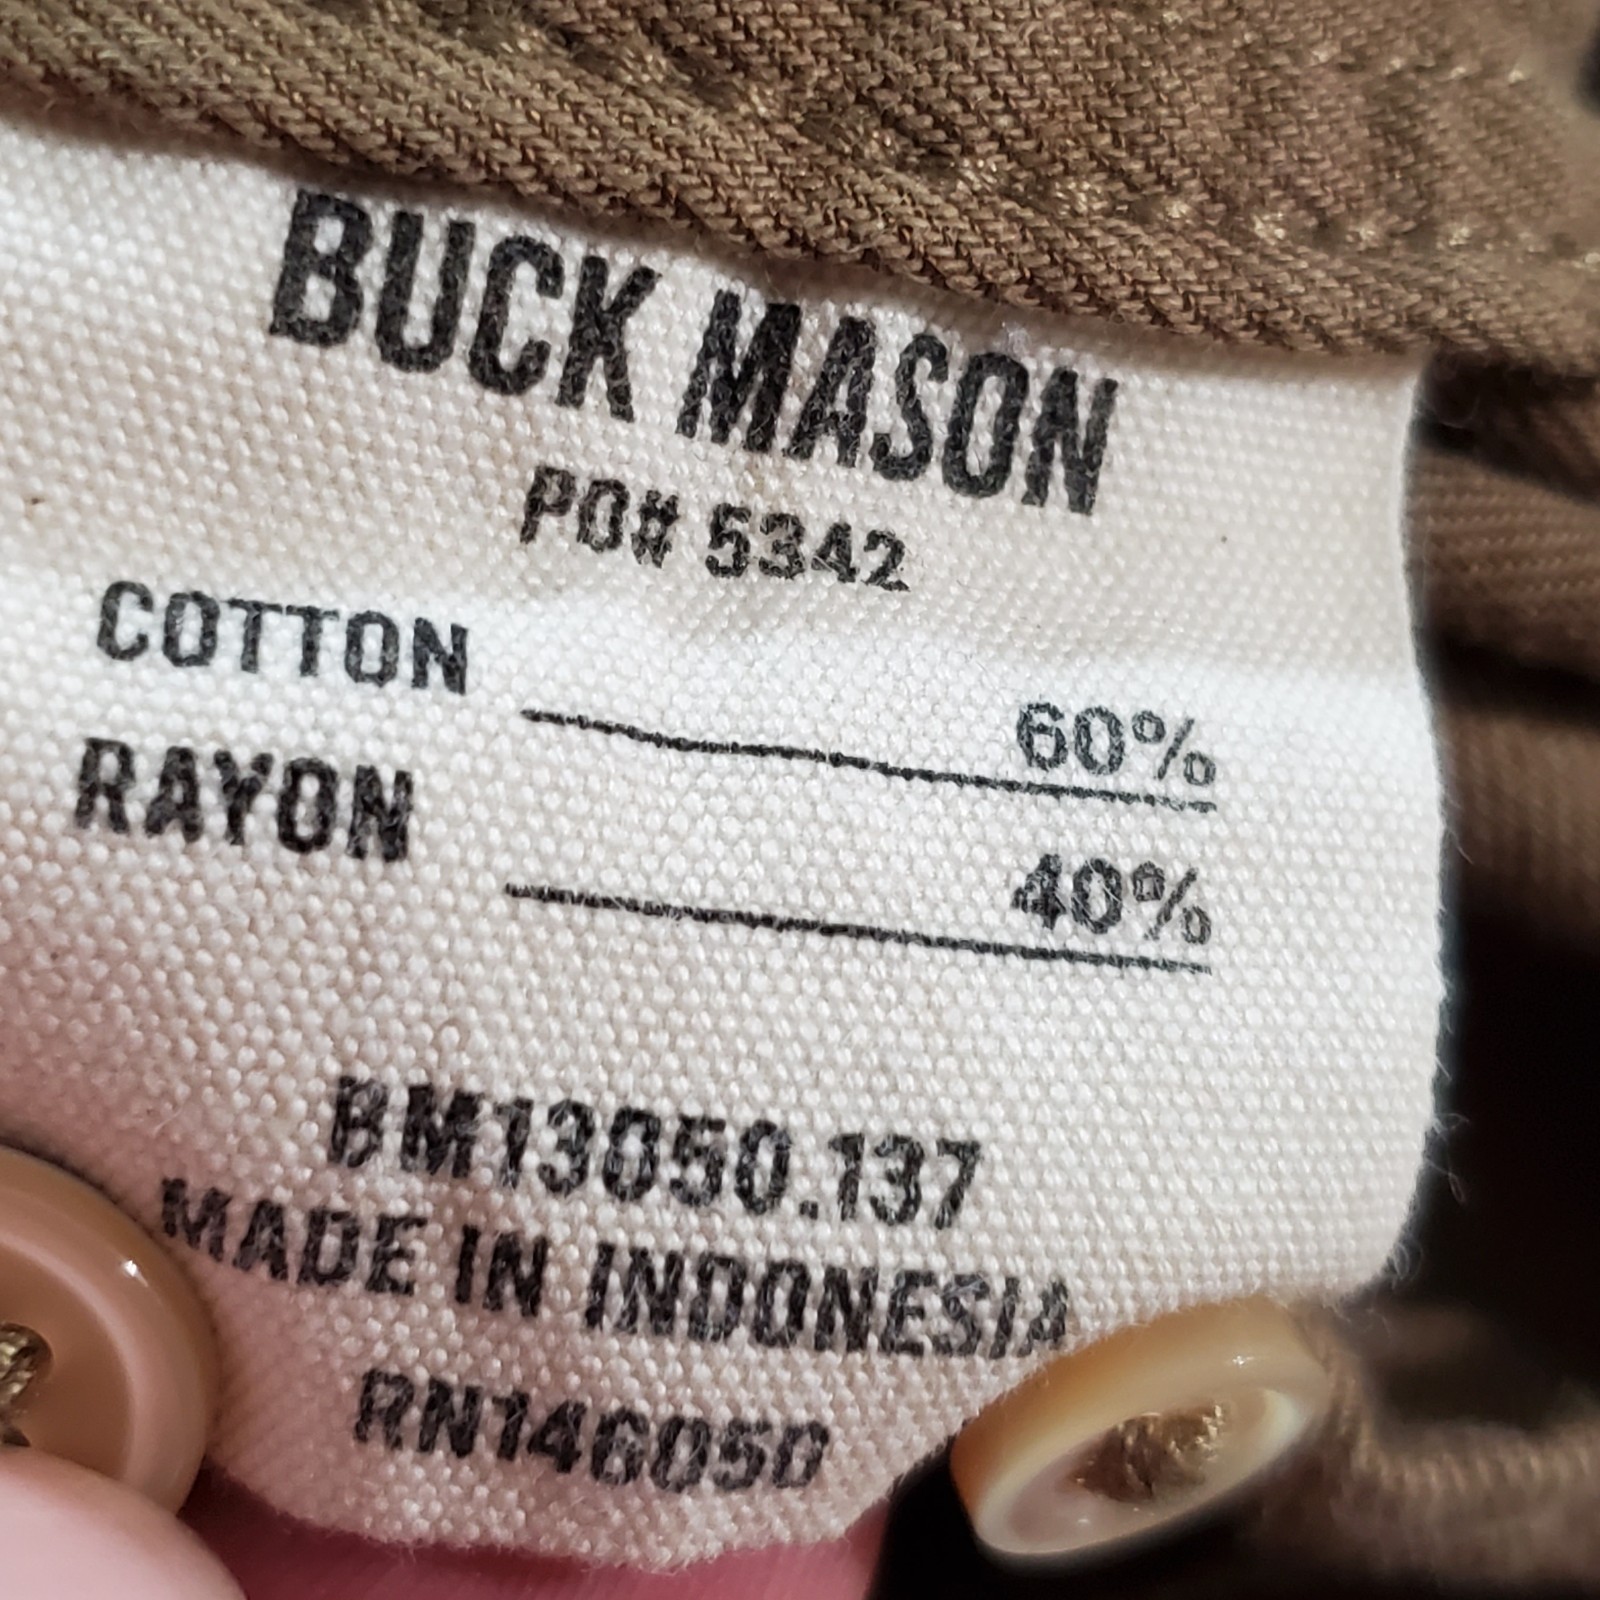 BUCK MASON
PO# 5342
COTTON 60%
RAYON 40%
BM13050.137
MADE IN INDONESIA
RN146050